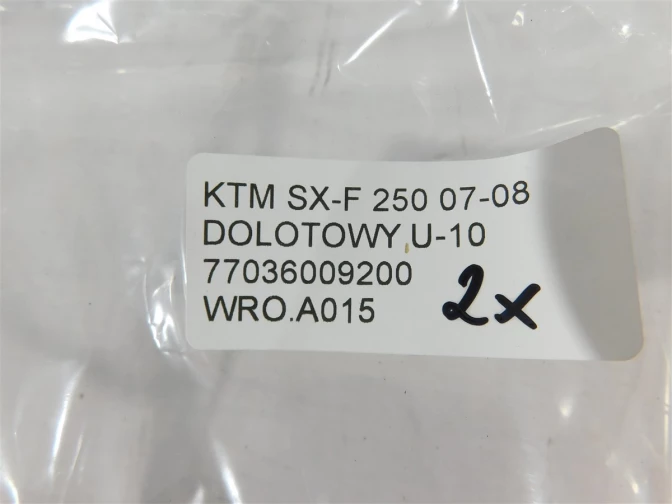 KTM SX-F 250 07-08
DOLOTOWY,U-10
77036009200
WRO.A015
2x